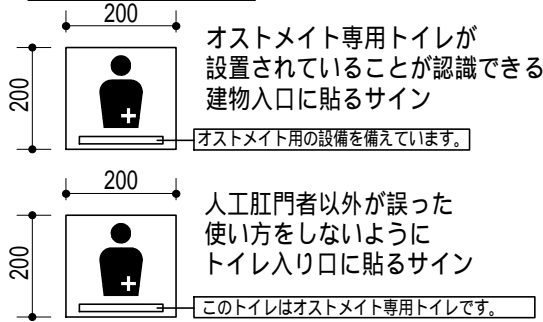 200
200
オストメイト専用トイレが
設置されていることが認識できる
建物入口に貼るサイン
オストメイト用の設備を備えています。
200
200
人工肛門者以外が誤った
使い方をしないように
トイレ入り口に貼るサイン
このトイレはオストメイト専用トイレです。